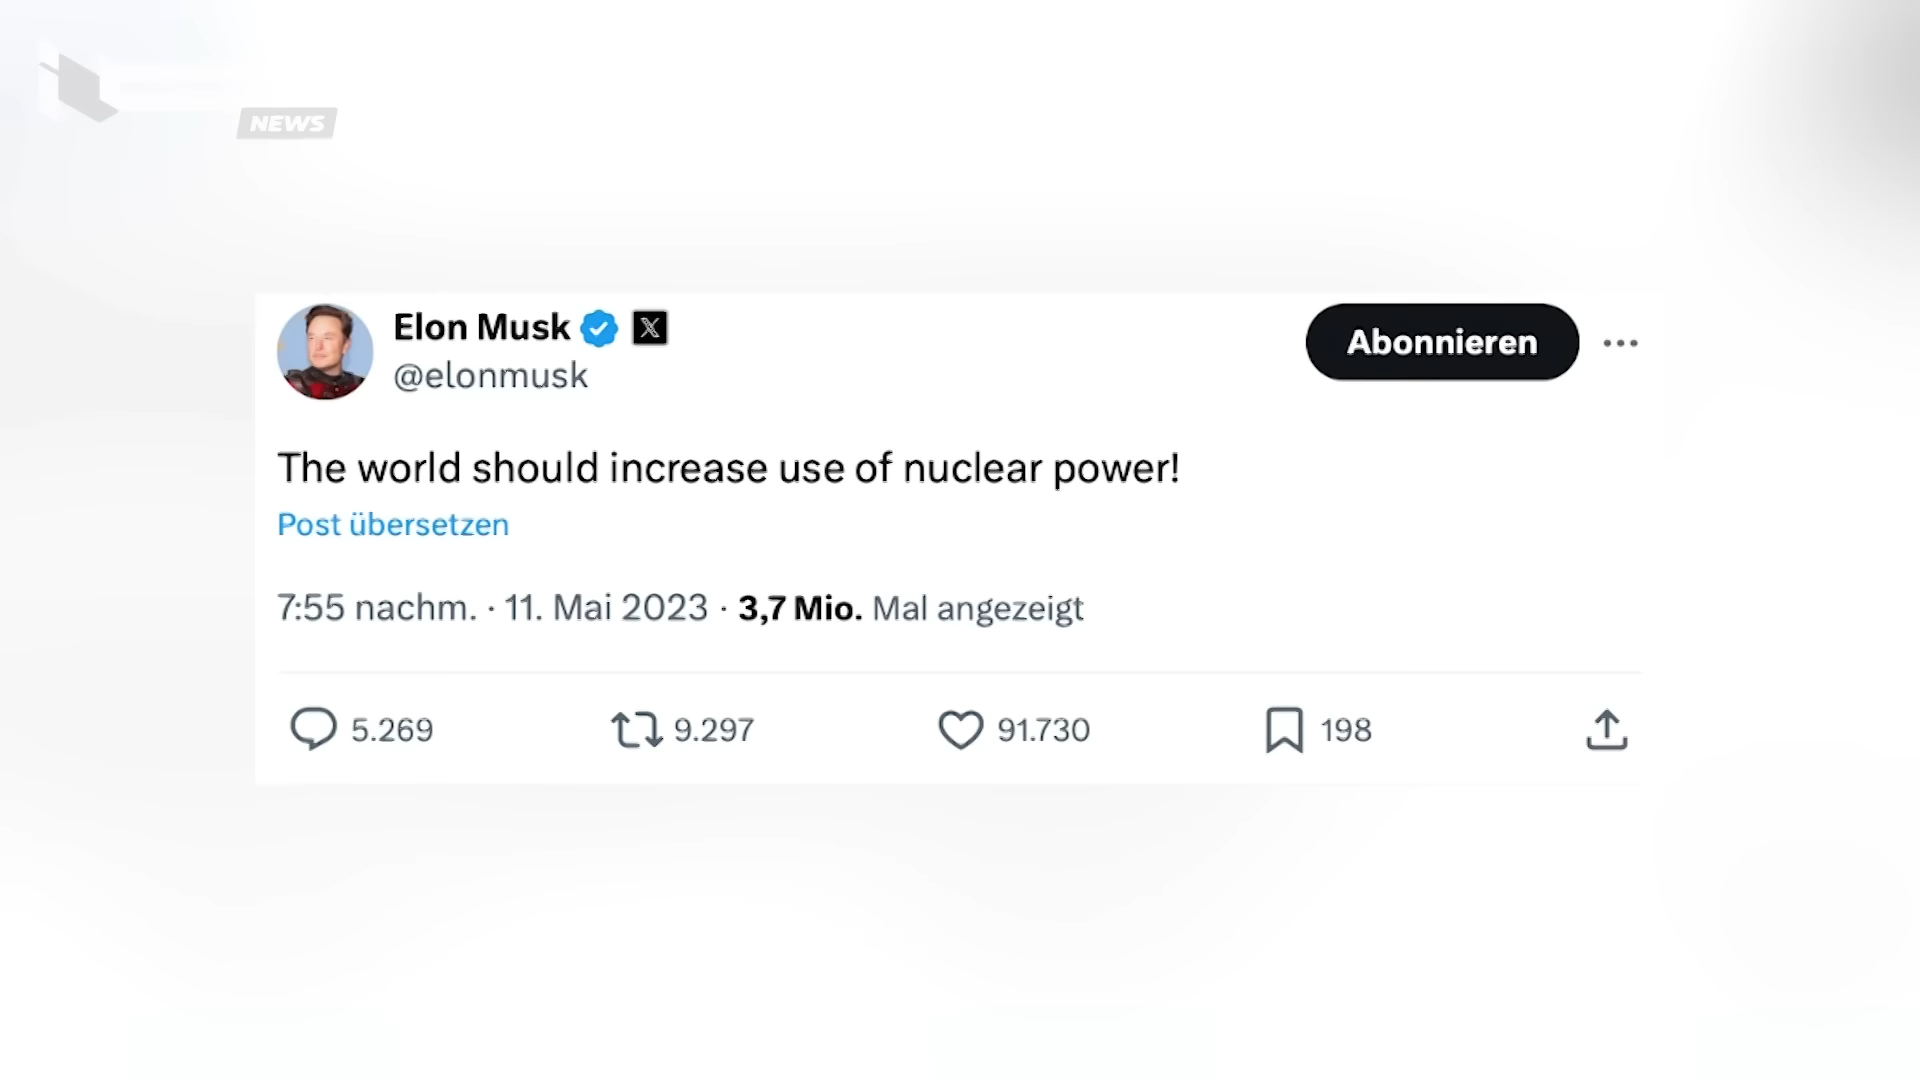 NEWS
Elon Musk
@elonmusk
Abonnieren
The world should increase use of nuclear power!
Post übersetzen
7:55 nachm. · 11. Mai 2023 · 3,7 Mio. Mal angezeigt
5.269 9.297 91.730 198